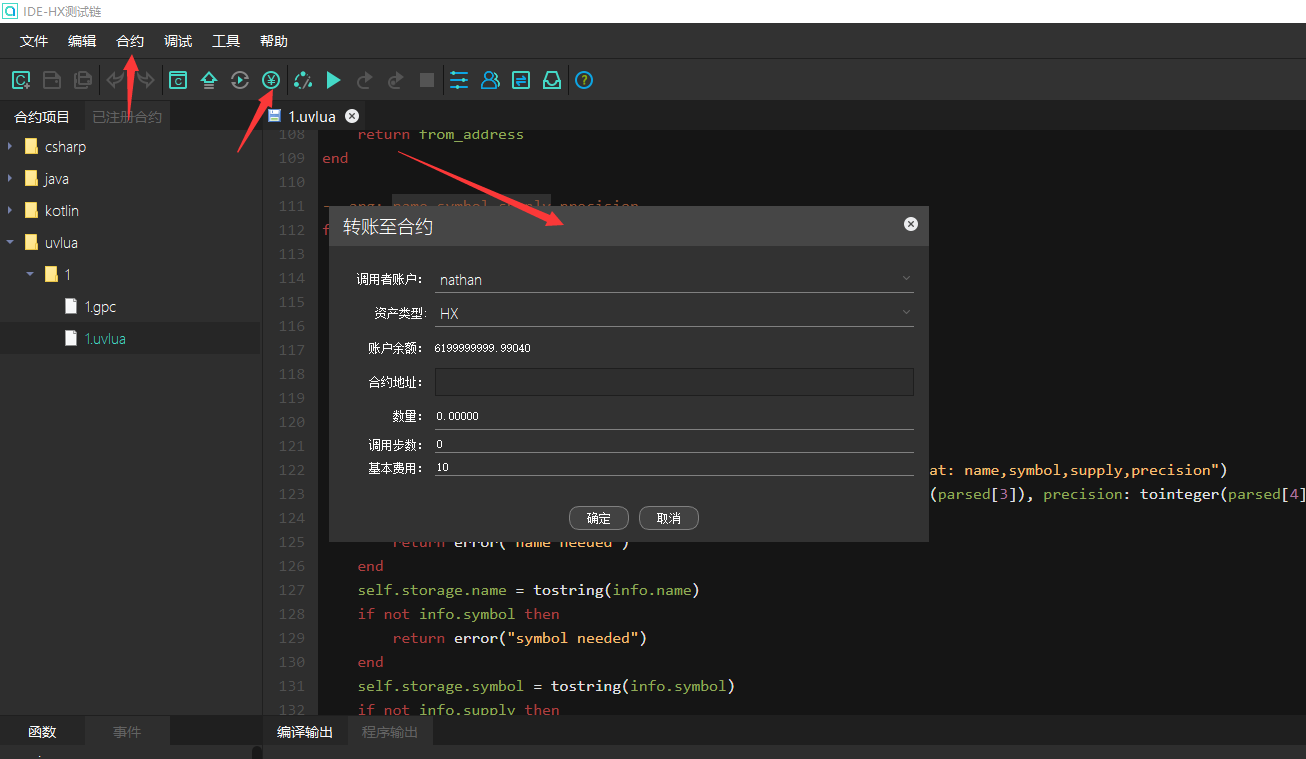 IDE-HX测试链
文件 编辑 合约 调试 工具 帮助
合约项目 已注册合约 1.uvlua
csharp
java
kotlin
uvlua
1
1.gpc
1.uvlua
108 return from_address
109 end
110
111 name,symbol,supply,precision
112 f
113
114
115
116
117
118
119
120
121
122 at: name,symbol,supply,precision")
123 (parsed[3]), precision: tointeger(parsed[4]
124
125 return error("name needed")
126 end
127 self.storage.name = tostring(info.name)
128 if not info.symbol then
129 return error("symbol needed")
130 end
131 self.storage.symbol = tostring(info.symbol)
132 if not info.supply then
转账至合约
调用者账户: nathan
资产类型: HX
账户余额: 6199999999.99040
合约地址:
数量: 0.00000
调用步数: 0
基本费用: 10
确定 取消
函数 事件 编译输出 程序输出